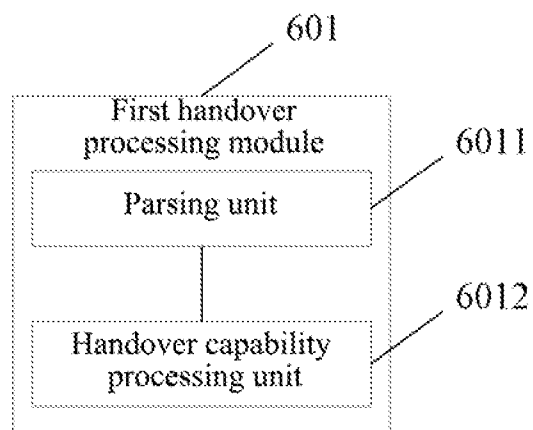 601
First handover
processing module
6011
Parsing unit
6012
Handover capability
processing unit